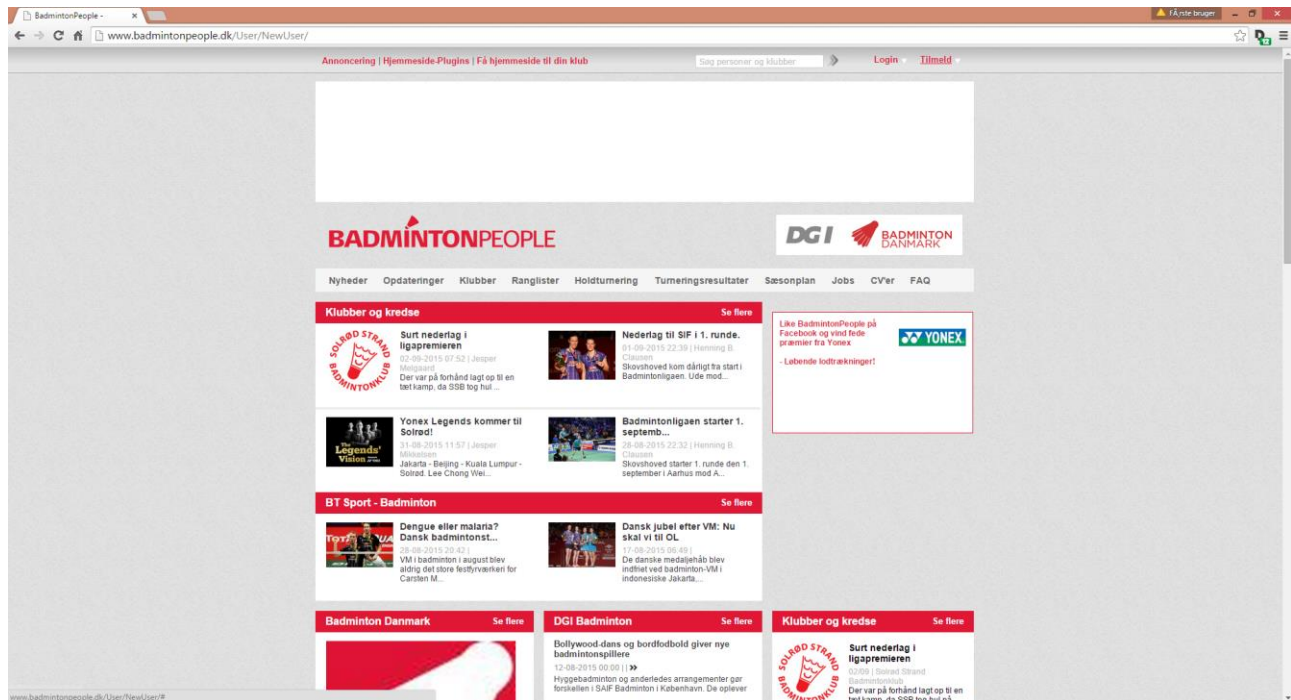 BadmintonPeople -
FÃ¸rste bruger
www.badmintonpeople.dk/User/NewUser/
Annoncering | Hjemmeside-Plugins | Få hjemmeside til din klub
Søg personer og klubber
Login
Tilmeld
BADMINTONPEOPLE
DGI
BADMINTON
DANMARK
Nyheder Opdateringer Klubber Ranglister Holdturnering Turneringsresultater Sæsonplan Jobs CV'er FAQ
Klubber og kredse
Se flere
SOLRØD STRAND
BADMINTONKLUB
Surt nederlag i
ligapremieren
02-09-2015 07:52 | Jesper
Melgaard
Der var på forhånd lagt op til en
tæt kamp, da SSB tog hul ...
Nederlag til SIF i 1. runde.
01-09-2015 22:39 | Henning B.
Clausen
Skovshoved kom dårligt fra start i
Badmintonligaen. Ude mod...
The
Legends'
Vision
Yonex Legends kommer til
Solrød!
31-08-2015 11:57 | Jesper
Mikkelsen
Jakarta - Beijing - Kuala Lumpur -
Solrød. Lee Chong Wei...
Badmintonligaen starter 1.
septemb...
28-08-2015 22:32 | Henning B.
Clausen
Skovshoved starter 1. runde den 1.
september i Aarhus mod A...
Like BadmintonPeople på
Facebook og vind fede
præmier fra Yonex
- Løbende lodtrækninger!
YONEX
BT Sport - Badminton
Se flere
Dengue eller malaria?
Dansk badmintonst...
28-08-2015 20:42 |
VM i badminton i august blev
aldrig det store festfyrværkeri for
Carsten M...
Dansk jubel efter VM: Nu
skal vi til OL
17-08-2015 06:49 |
De danske medaljehåb blev
indfriet ved badminton-VM i
indonesiske Jakarta,...
Badminton Danmark
Se flere
DGI Badminton
Se flere
Bollywood-dans og bordfodbold giver nye
badmintonspillere
12-08-2015 00:00 | |
Hyggebadminton og anderledes arrangementer gør
forskellen i SAIF Badminton i København. De oplever
Klubber og kredse
Se flere
SOLRØD STRAND
Surt nederlag i
ligapremieren
02/09 | Solrød Strand
Badmintonklub
Der var på forhånd lagt op til en
tæt kamp, da SSB tog hul på
www.badmintonpeople.dk/User/NewUser/#